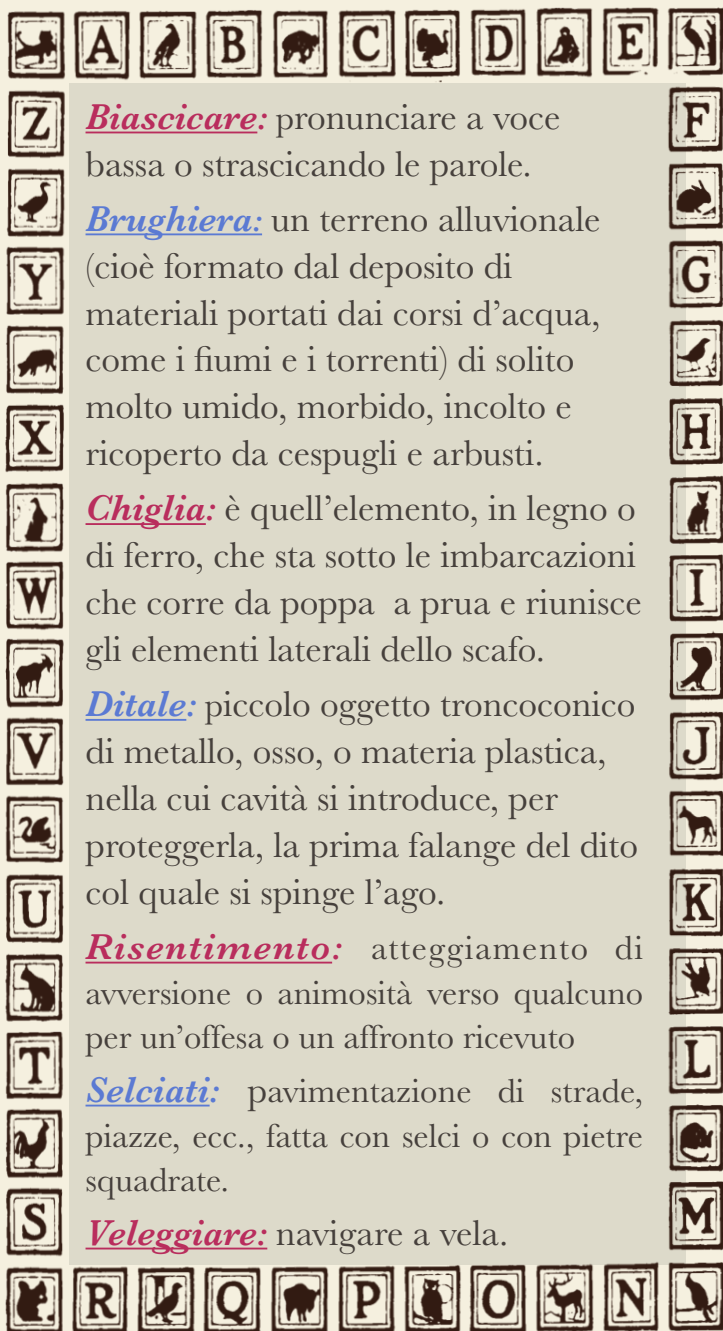 A B C D E
Z F
Y G
X H
W I
V J
U K
T L
S M
R Q P O N
Biascicare: pronunciare a voce
bassa o strascicando le parole.
Brughiera: un terreno alluvionale
(cioè formato dal deposito di
materiali portati dai corsi d’acqua,
come i fiumi e i torrenti) di solito
molto umido, morbido, incolto e
ricoperto da cespugli e arbusti.
Chiglia: è quell’elemento, in legno o
di ferro, che sta sotto le imbarcazioni
che corre da poppa a prua e riunisce
gli elementi laterali dello scafo.
Ditale: piccolo oggetto troncoconico
di metallo, osso, o materia plastica,
nella cui cavità si introduce, per
proteggerla, la prima falange del dito
col quale si spinge l’ago.
Risentimento: atteggiamento di
avversione o animosità verso qualcuno
per un’offesa o un affronto ricevuto
Selciati: pavimentazione di strade,
piazze, ecc., fatta con selci o con pietre
squadrate.
Veleggiare: navigare a vela.